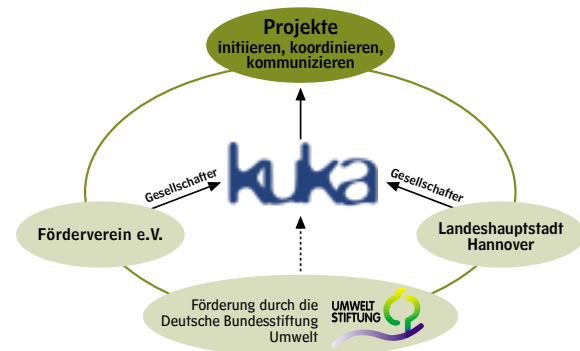 Projekte
initiieren, koordinieren,
kommunizieren
Gesellschafter
kuka
Gesellschafter
Förderverein e.V.
Landeshauptstadt
Hannover
Förderung durch die
Deutsche Bundesstiftung
Umwelt
UMWELT
STIFTUNG